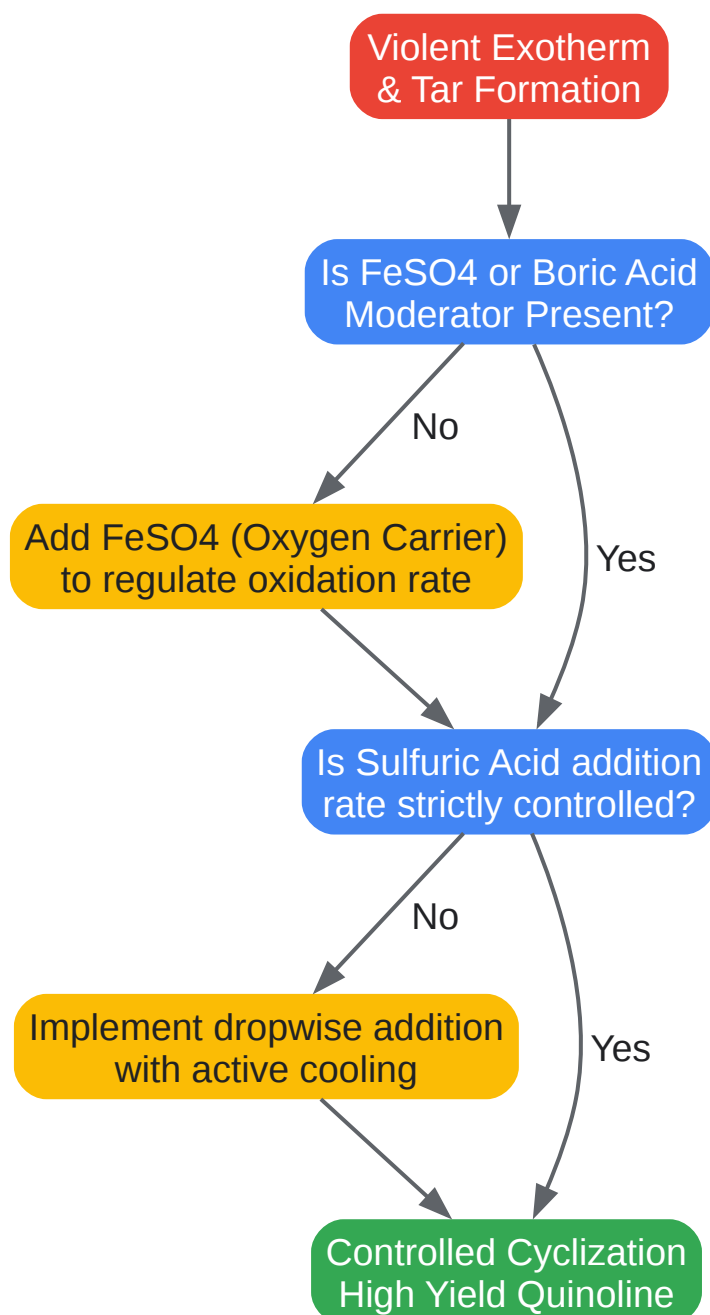 Violent Exotherm
& Tar Formation
Is FeSO4 or Boric Acid
Moderator Present?
No
Add FeSO4 (Oxygen Carrier)
to regulate oxidation rate
Yes
Is Sulfuric Acid addition
rate strictly controlled?
No
Implement dropwise addition
with active cooling
Yes
Controlled Cyclization
High Yield Quinoline